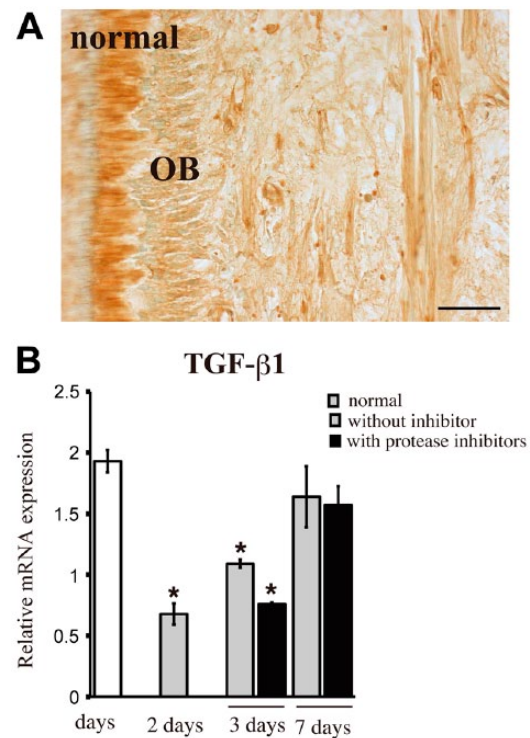 A
normal
OB
B
TGF-β1
2.5
2
1.5
1
0.5
0
Relative mRNA expression
normal
without inhibitor
with protease inhibitors
*
*
*
days
2 days
3 days
7 days